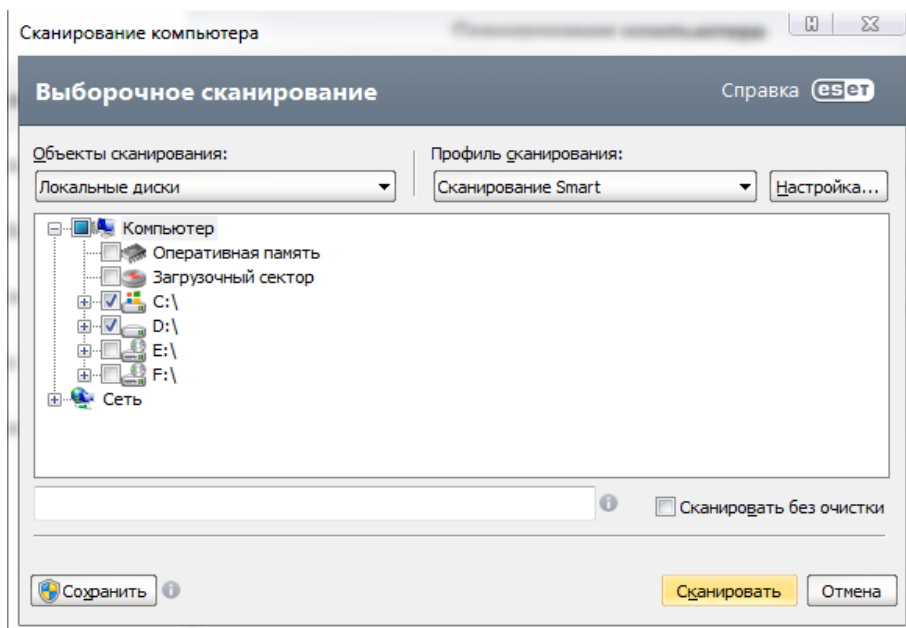 Сканирование компьютера
Выборочное сканирование
Справка eset
Объекты сканирования:
Профиль сканирования:
Локальные диски
Сканирование Smart
Настройка...
Компьютер
Оперативная память
Загрузочный сектор
C:\
D:\
E:\
F:\
Сеть
Сканировать без очистки
Сохранить
Сканировать
Отмена